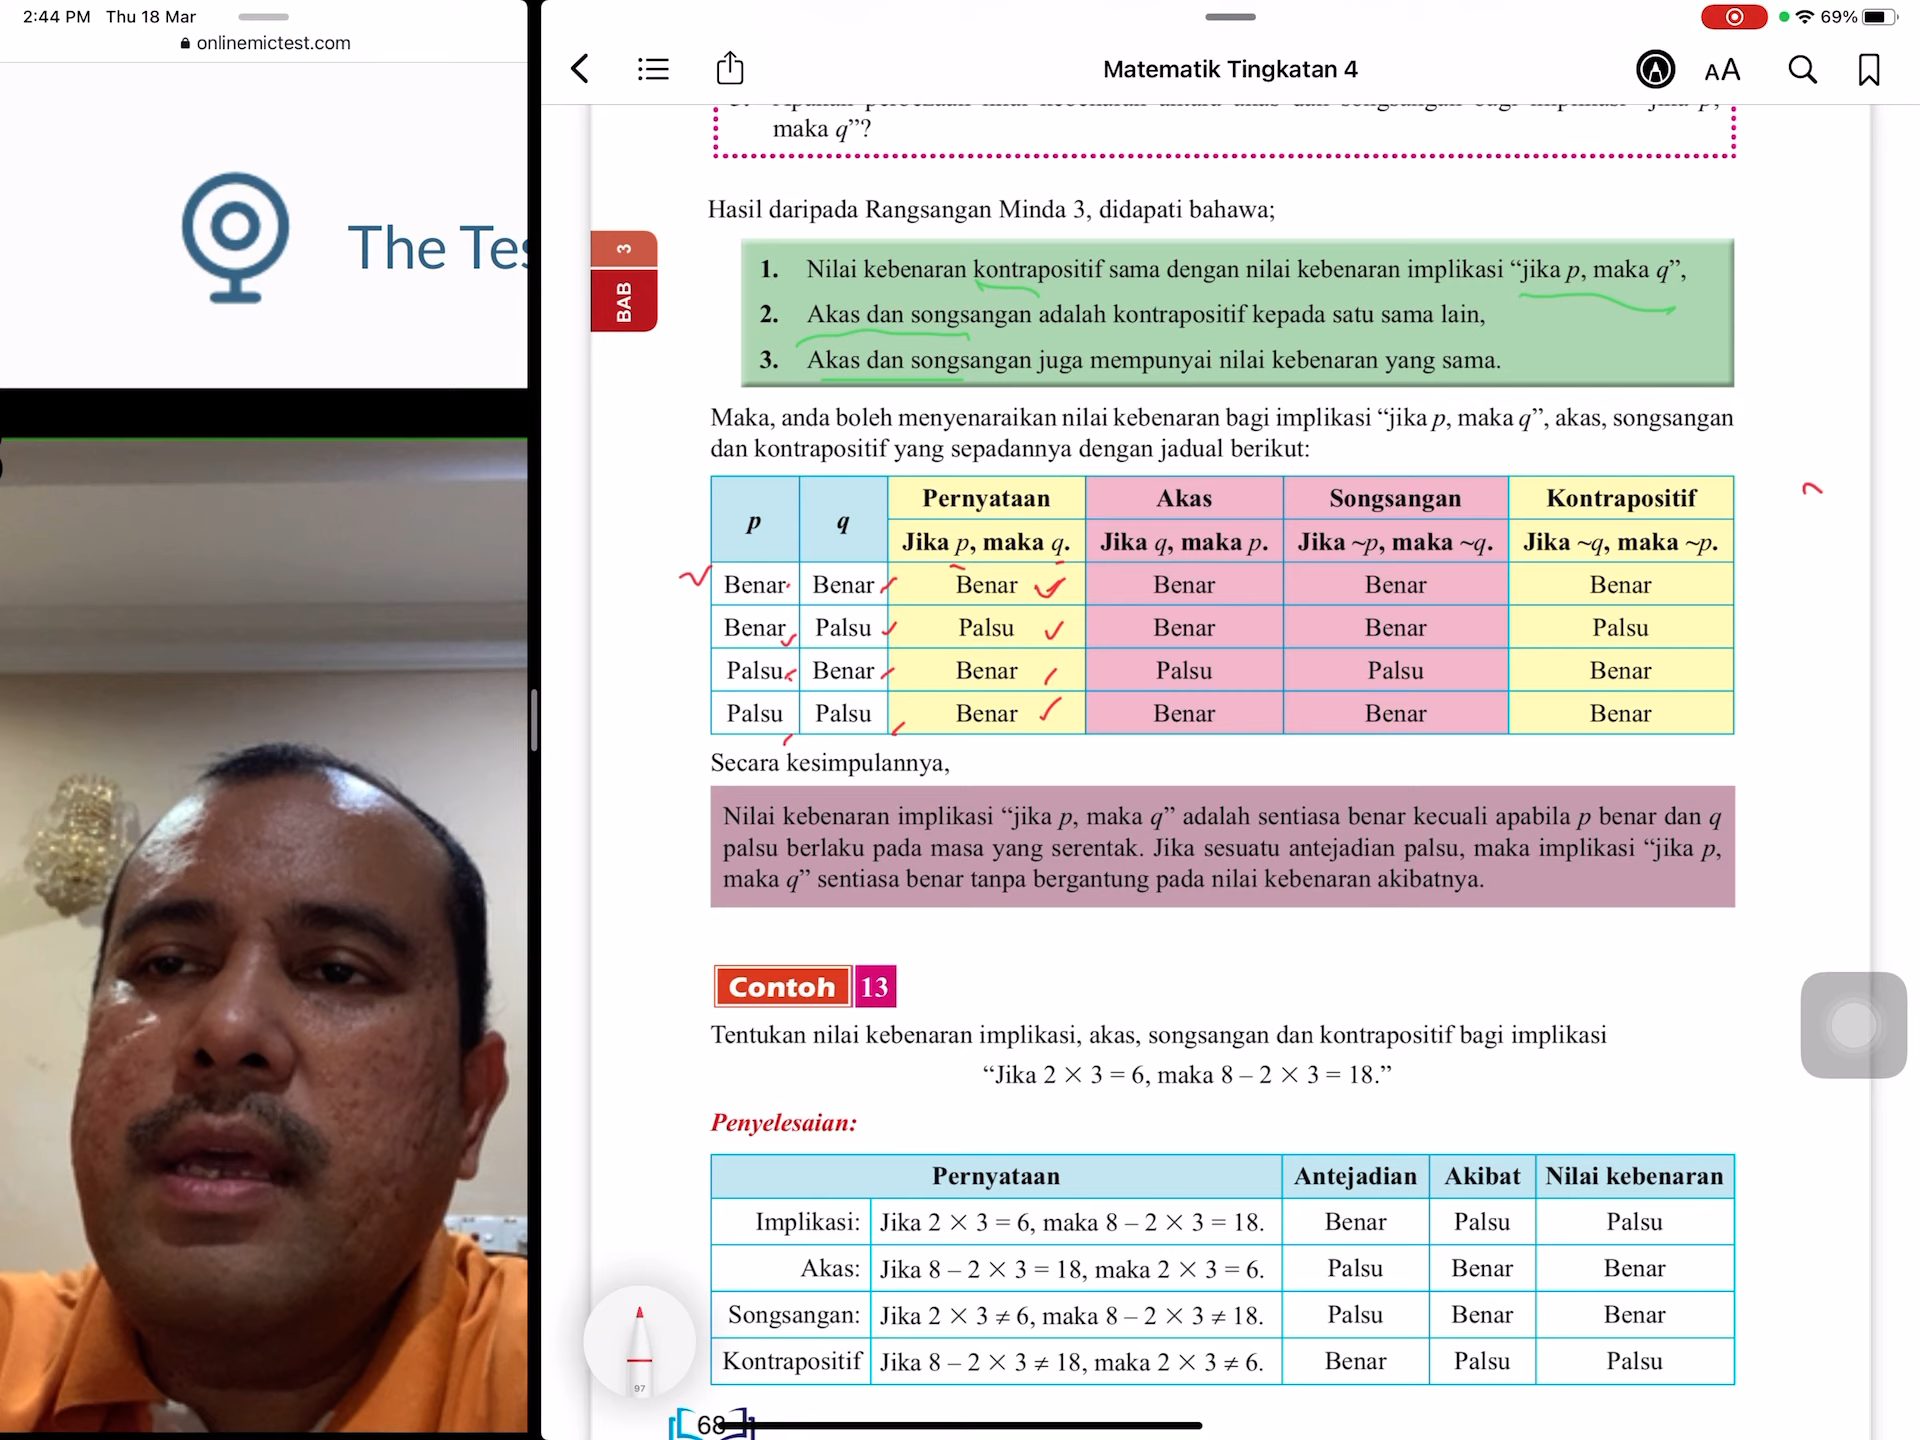 2:44 PM Thu 18 Mar
onlinemictest.com
69%
Matematik Tingkatan 4
AA
The Tes
maka q”?
Hasil daripada Rangsangan Minda 3, didapati bahawa;
BAB 3
1. Nilai kebenaran kontrapositif sama dengan nilai kebenaran implikasi “jika p, maka q”,
2. Akas dan songsangan adalah kontrapositif kepada satu sama lain,
3. Akas dan songsangan juga mempunyai nilai kebenaran yang sama.
Maka, anda boleh menyenaraikan nilai kebenaran bagi implikasi “jika p, maka q”, akas, songsangan
dan kontrapositif yang sepadannya dengan jadual berikut:
p q Pernyataan Akas Songsangan Kontrapositif
Jika p, maka q. Jika q, maka p. Jika ~p, maka ~q. Jika ~q, maka ~p.
Benar Benar Benar Benar Benar Benar
Benar Palsu Palsu Benar Benar Palsu
Palsu Benar Benar Palsu Palsu Benar
Palsu Palsu Benar Benar Benar Benar
Secara kesimpulannya,
Nilai kebenaran implikasi “jika p, maka q” adalah sentiasa benar kecuali apabila p benar dan q
palsu berlaku pada masa yang serentak. Jika sesuatu antejadian palsu, maka implikasi “jika p,
maka q” sentiasa benar tanpa bergantung pada nilai kebenaran akibatnya.
Contoh 13
Tentukan nilai kebenaran implikasi, akas, songsangan dan kontrapositif bagi implikasi
“Jika 2 × 3 = 6, maka 8 – 2 × 3 = 18.”
Penyelesaian:
Pernyataan Antejadian Akibat Nilai kebenaran
Implikasi: Jika 2 × 3 = 6, maka 8 – 2 × 3 = 18. Benar Palsu Palsu
Akas: Jika 8 – 2 × 3 = 18, maka 2 × 3 = 6. Palsu Benar Benar
Songsangan: Jika 2 × 3 ≠ 6, maka 8 – 2 × 3 ≠ 18. Palsu Benar Benar
Kontrapositif Jika 8 – 2 × 3 ≠ 18, maka 2 × 3 ≠ 6. Benar Palsu Palsu
97
68